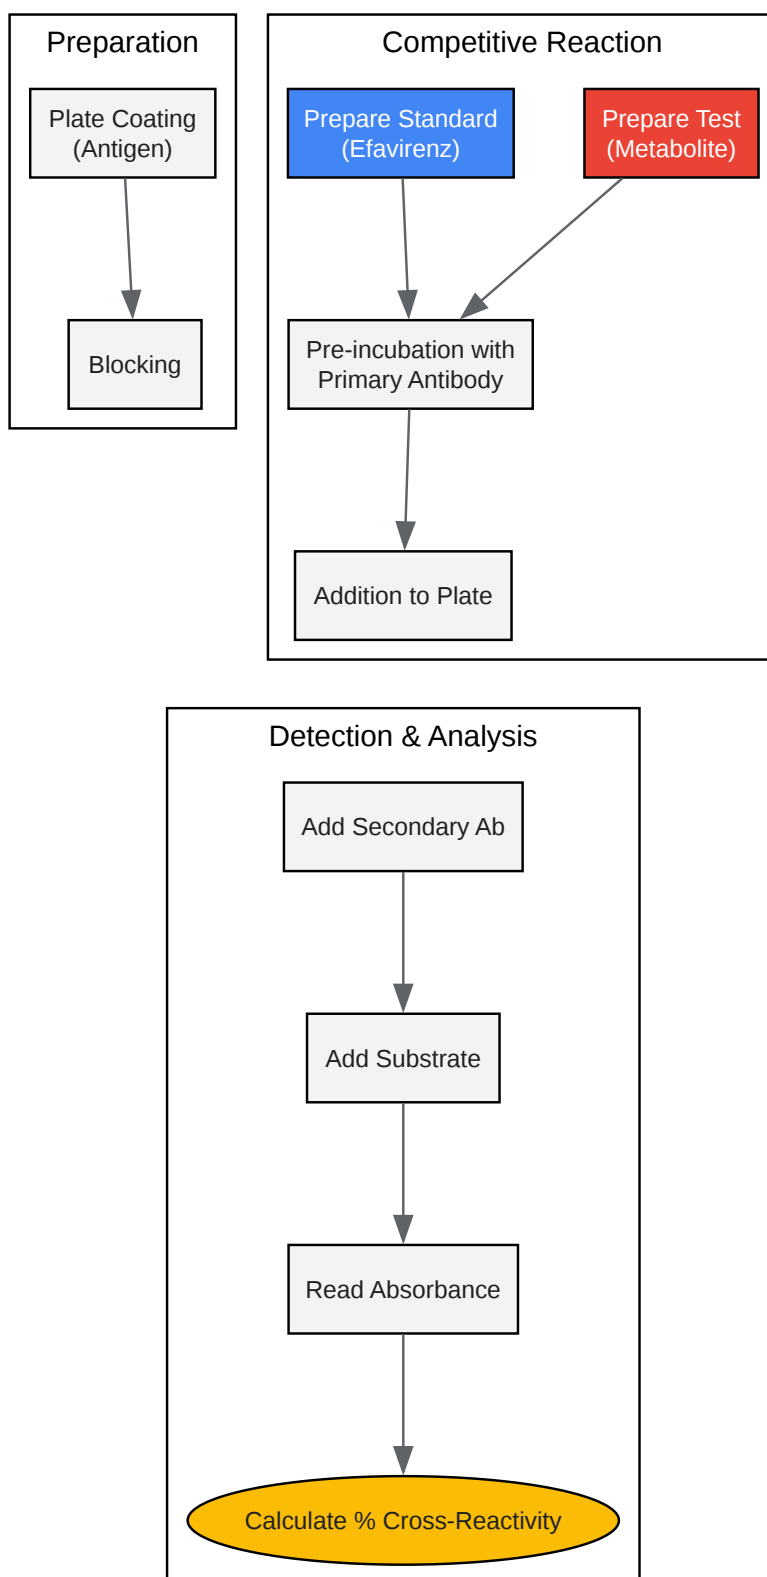 Preparation
Plate Coating
(Antigen)
Blocking
Competitive Reaction
Prepare Standard
(Efavirenz)
Prepare Test
(Metabolite)
Pre-incubation with
Primary Antibody
Addition to Plate
Detection & Analysis
Add Secondary Ab
Add Substrate
Read Absorbance
Calculate % Cross-Reactivity